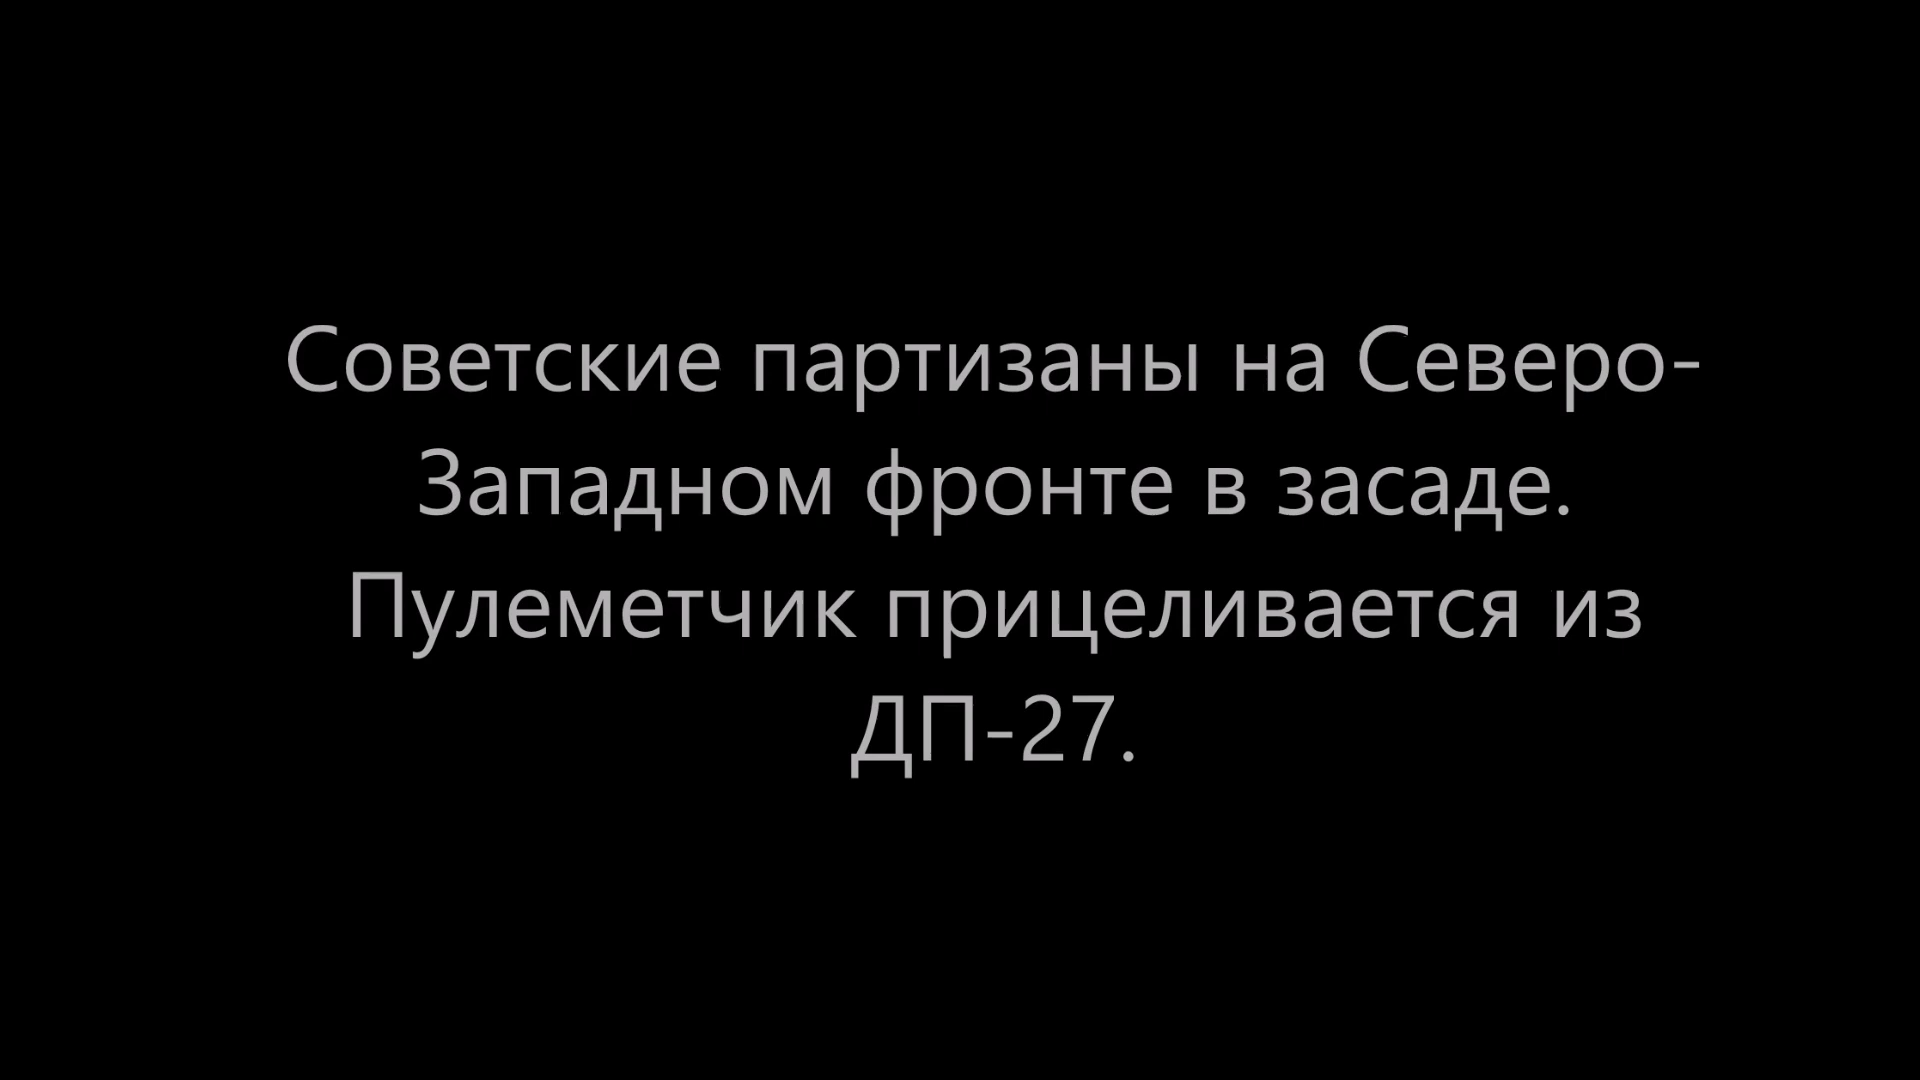 Советские партизаны на Северо-
Западном фронте в засаде.
Пулеметчик прицеливается из
ДП-27.